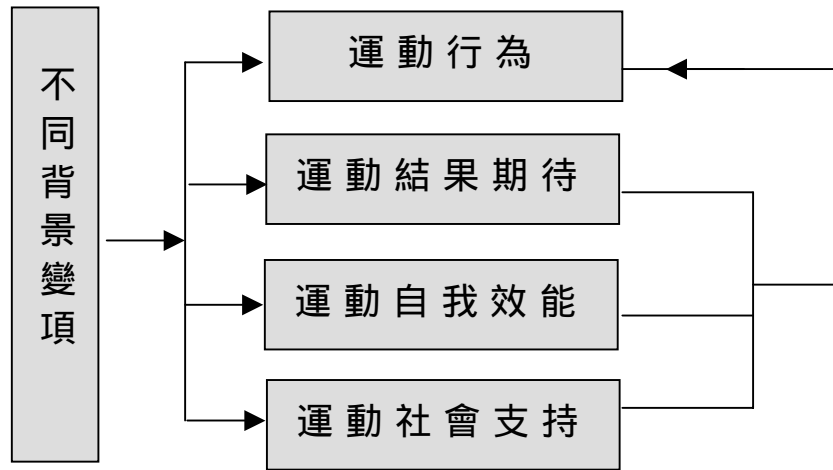 不同背景變項
運動行為
運動結果期待
運動自我效能
運動社會支持